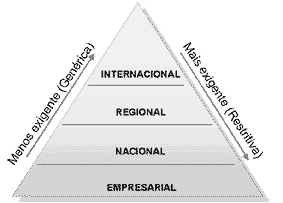 Menos exigente (Genérica)
Mais exigente (Restritiva)
INTERNACIONAL
REGIONAL
NACIONAL
EMPRESARIAL